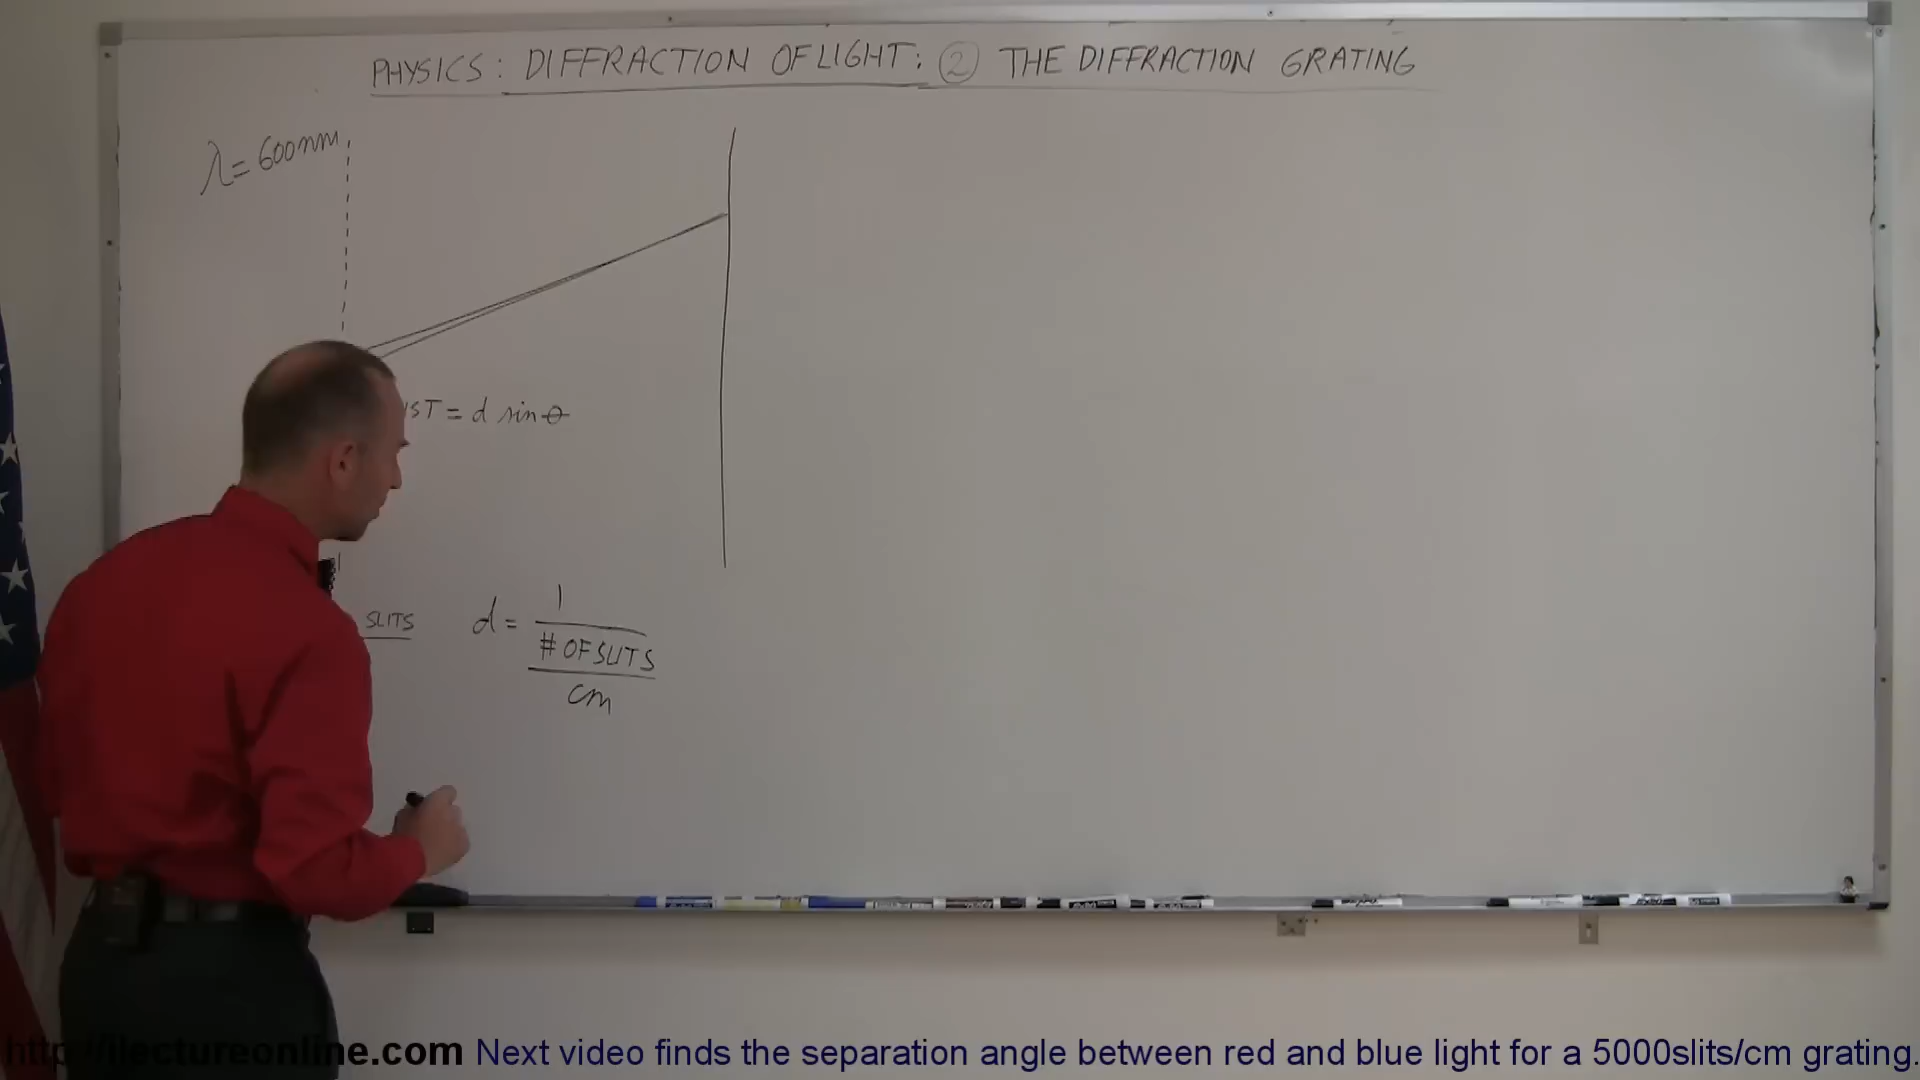 PHYSICS: DIFFRACTION OF LIGHT: ② THE DIFFRACTION GRATING
λ = 600nm
IST = d sin θ
SLITS
d = 1
# OF SLITS
cm
http://ilectureonline.com Next video finds the separation angle between red and blue light for a 5000slits/cm grating.